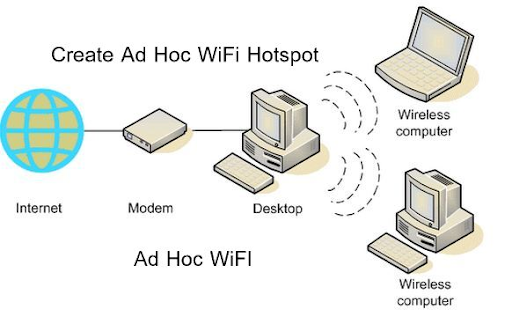 Create Ad Hoc WiFi Hotspot
Wireless
computer
Internet
Modem
Desktop
Ad Hoc WiFI
Wireless
computer